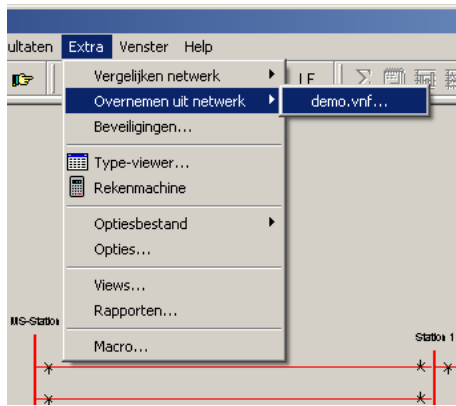 ultaten Extra Venster Help
Vergelijken netwerk
LF
Overnemen uit netwerk
demo.vnf...
Beveiligingen...
Type-viewer...
Rekenmachine
Optiesbestand
Opties...
Views...
Rapporten...
MS-Station
Station 1
Macro...